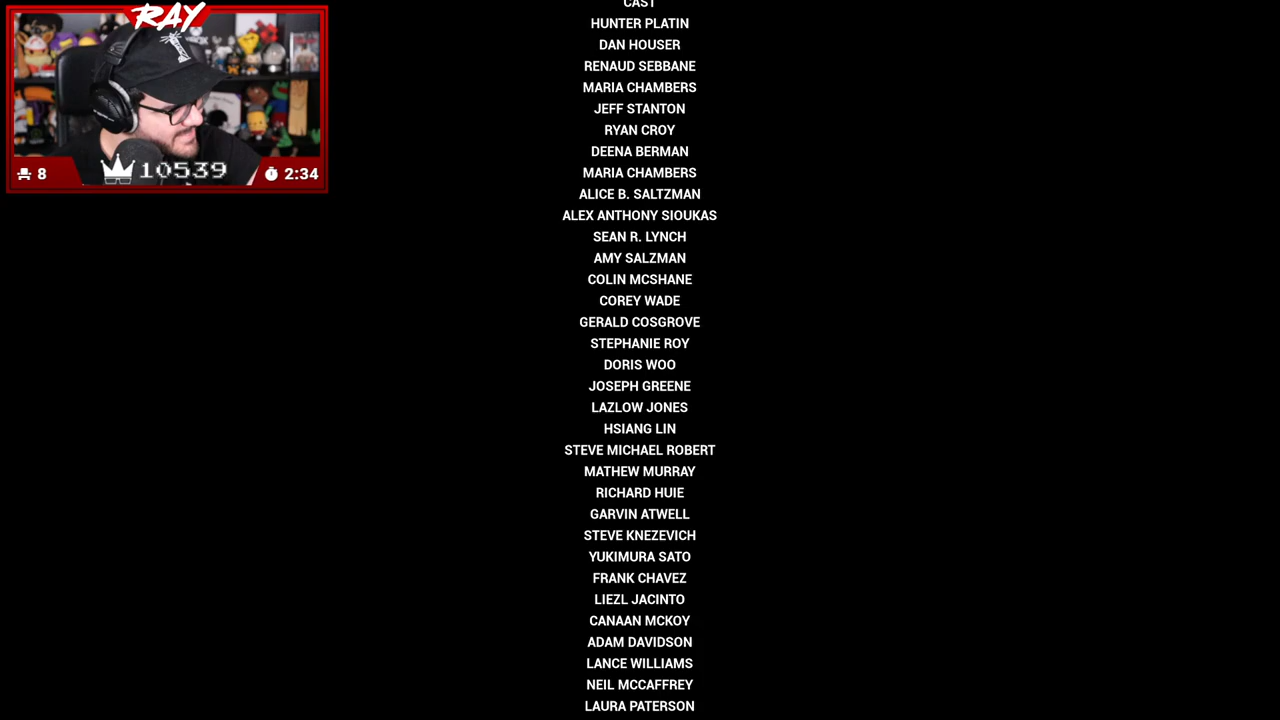 RAY
8
10539
2:34
CAST
HUNTER PLATIN
DAN HOUSER
RENAUD SEBBANE
MARIA CHAMBERS
JEFF STANTON
RYAN CROY
DEENA BERMAN
MARIA CHAMBERS
ALICE B. SALTZMAN
ALEX ANTHONY SIOUKAS
SEAN R. LYNCH
AMY SALZMAN
COLIN MCSHANE
COREY WADE
GERALD COSGROVE
STEPHANIE ROY
DORIS WOO
JOSEPH GREENE
LAZLOW JONES
HSIANG LIN
STEVE MICHAEL ROBERT
MATHEW MURRAY
RICHARD HUIE
GARVIN ATWELL
STEVE KNEZEVICH
YUKIMURA SATO
FRANK CHAVEZ
LIEZL JACINTO
CANAAN MCKOY
ADAM DAVIDSON
LANCE WILLIAMS
NEIL MCCAFFREY
LAURA PATERSON